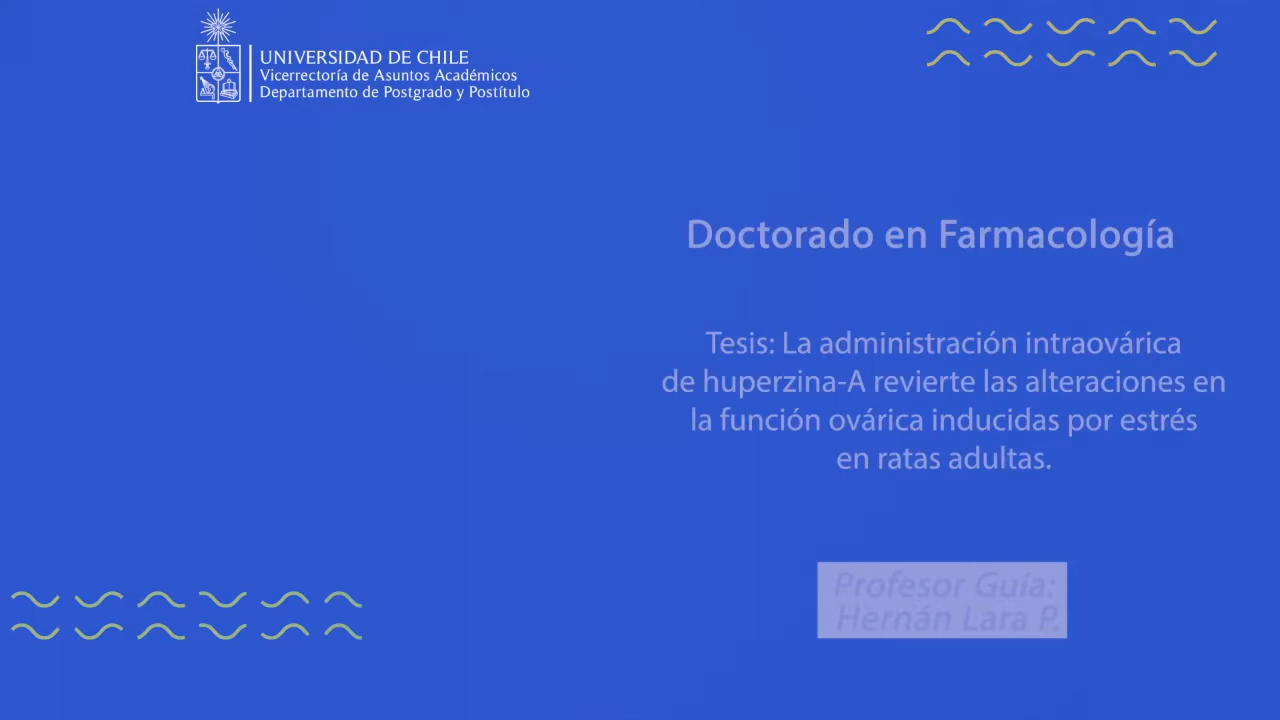 UNIVERSIDAD DE CHILE
Vicerrectoría de Asuntos Académicos
Departamento de Postgrado y Postítulo
Doctorado en Farmacología
Tesis: La administración intraovárica
de huperzina-A revierte las alteraciones en
la función ovárica inducidas por estrés
en ratas adultas.
Profesor Guía:
Hernán Lara P.